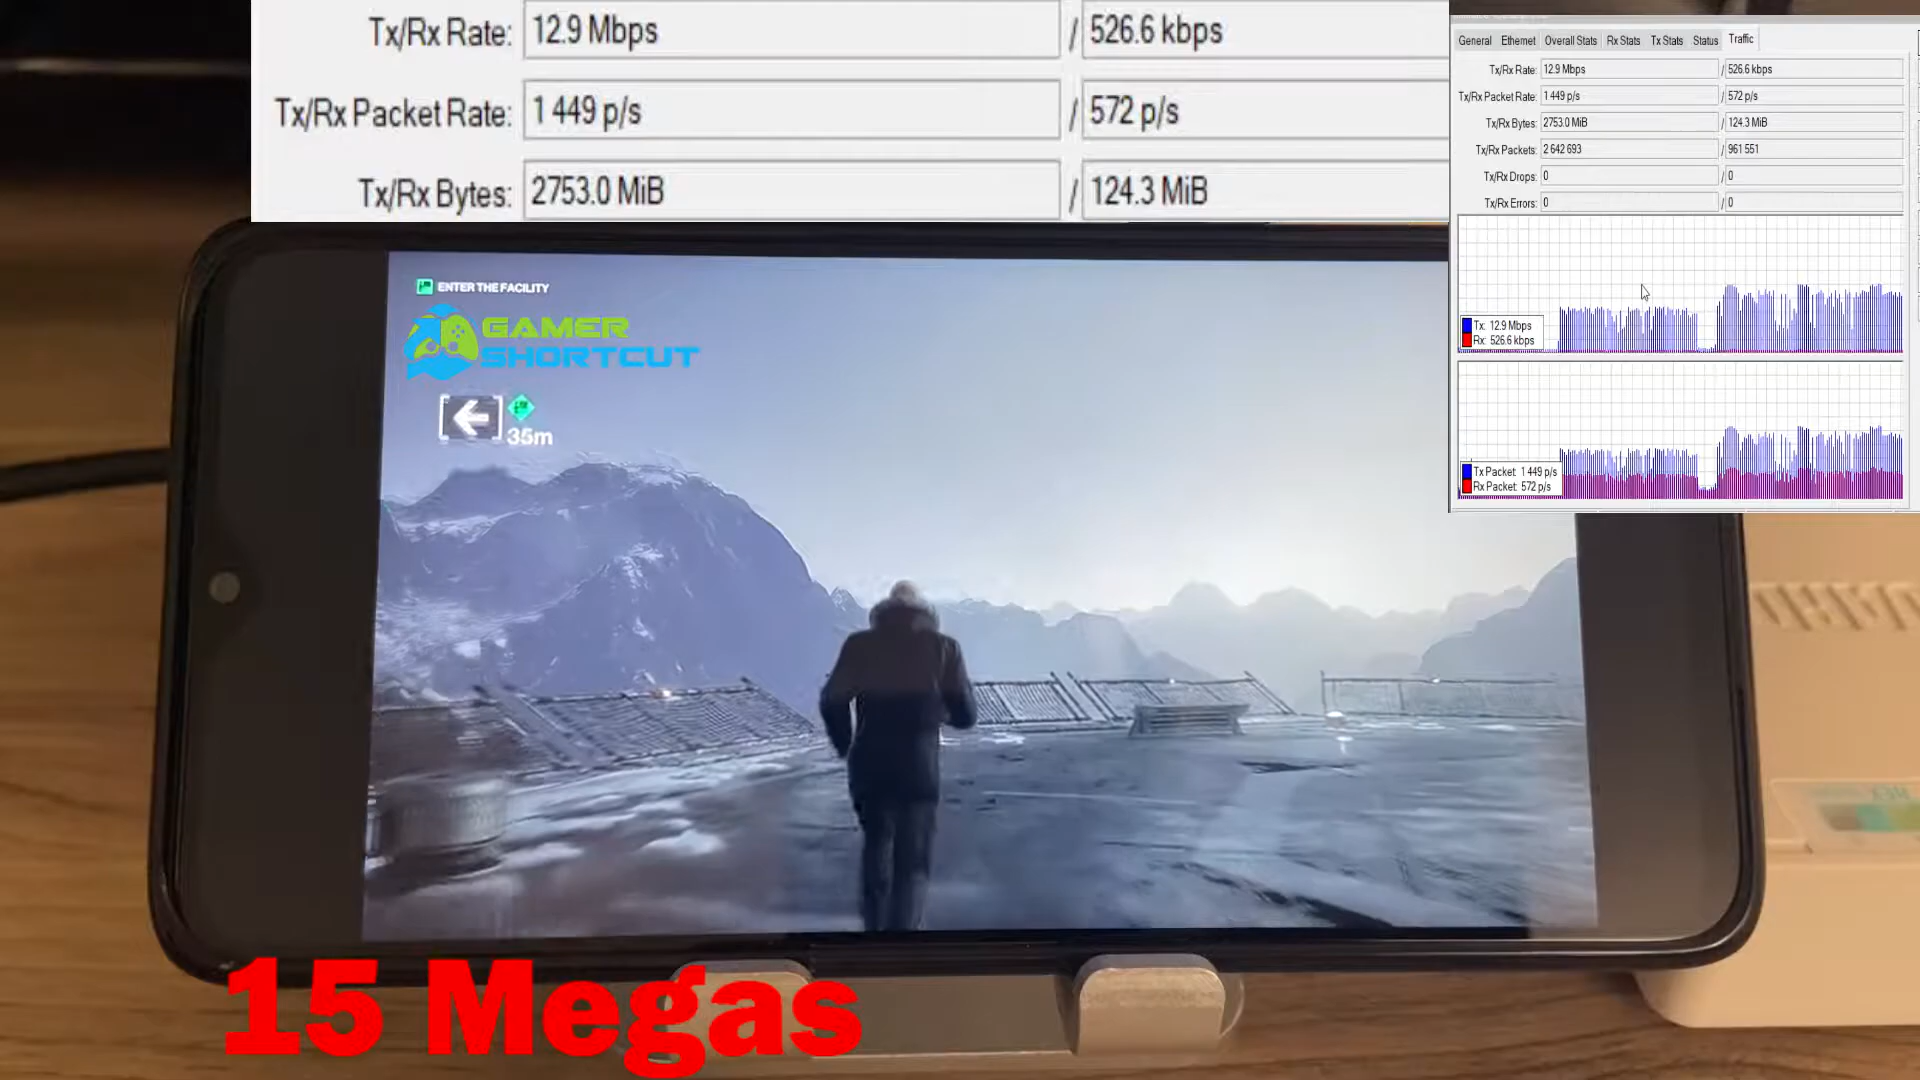 Tx/Rx Rate: 12.9 Mbps / 526.6 kbps
Tx/Rx Packet Rate: 1 449 p/s / 572 p/s
Tx/Rx Bytes: 2753.0 MiB / 124.3 MiB
General Ethernet Overall Stats Rx Stats Tx Stats Status Traffic
Tx/Rx Rate: 12.9 Mbps / 526.6 kbps
Tx/Rx Packet Rate: 1 449 p/s / 572 p/s
Tx/Rx Bytes: 2753.0 MiB / 124.3 MiB
Tx/Rx Packets: 2 642 693 / 961 551
Tx/Rx Drops: 0 / 0
Tx/Rx Errors: 0 / 0
Tx: 12.9 Mbps
Rx: 526.6 kbps
Tx Packet: 1 449 p/s
Rx Packet: 572 p/s
ENTER THE FACILITY
GAMER
SHORTCUT
35m
15 Megas